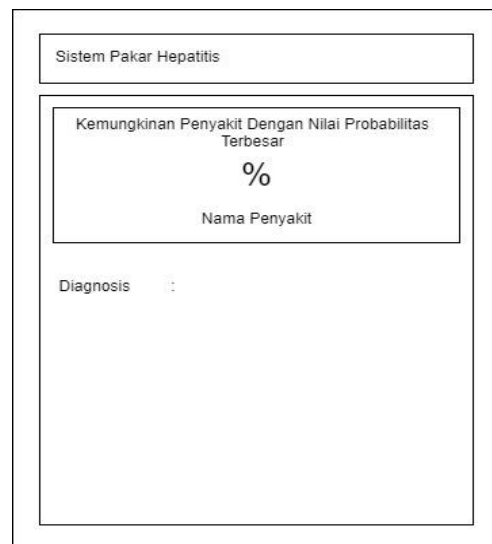 Sistem Pakar Hepatitis
Kemungkinan Penyakit Dengan Nilai Probabilitas
Terbesar
%
Nama Penyakit
Diagnosis :